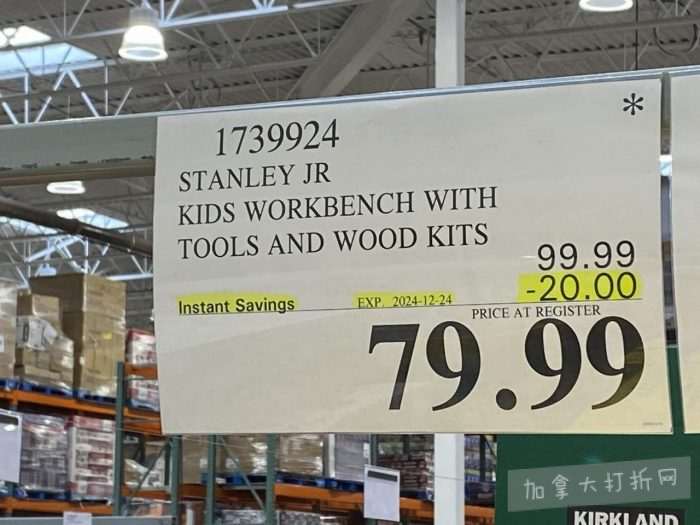 *
1739924
STANLEY JR
KIDS WORKBENCH WITH
TOOLS AND WOOD KITS
99.99
Instant Savings EXP. 2024-12-24 -20.00
PRICE AT REGISTER
79.99
加拿大打折网
KIRKLAND